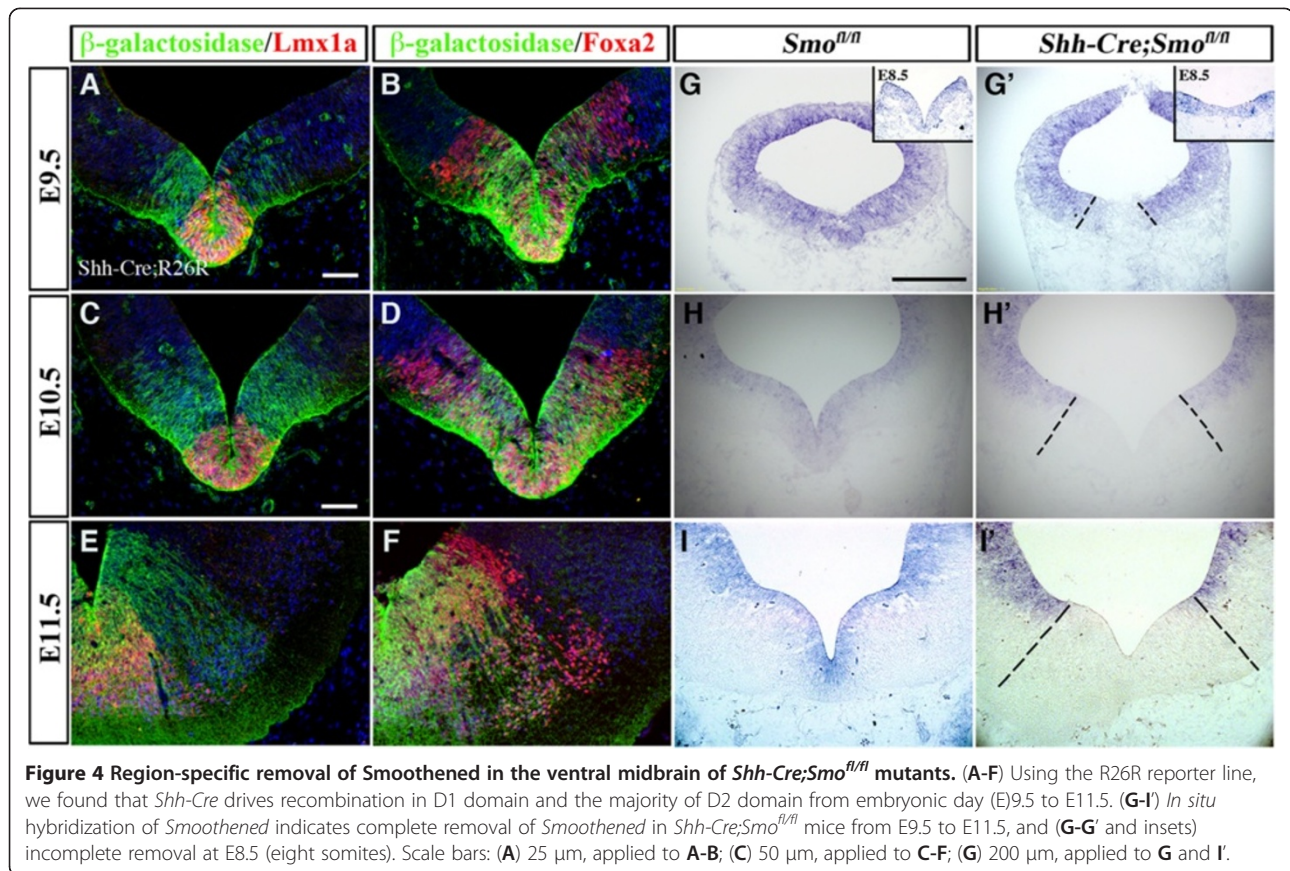 β-galactosidase/Lmx1a β-galactosidase/Foxa2 Smo^fl/fl Shh-Cre;Smo^fl/fl
E9.5
A
Shh-Cre;R26R
B
G
E8.5
G'
E8.5
E10.5
C
D
H
H'
E11.5
E
F
I
I'
Figure 4 Region-specific removal of Smoothened in the ventral midbrain of Shh-Cre;Smo^fl/fl mutants. (A-F) Using the R26R reporter line,
we found that Shh-Cre drives recombination in D1 domain and the majority of D2 domain from embryonic day (E)9.5 to E11.5. (G-I') In situ
hybridization of Smoothened indicates complete removal of Smoothened in Shh-Cre;Smo^fl/fl mice from E9.5 to E11.5, and (G-G' and insets)
incomplete removal at E8.5 (eight somites). Scale bars: (A) 25 μm, applied to A-B; (C) 50 μm, applied to C-F; (G) 200 μm, applied to G and I'.